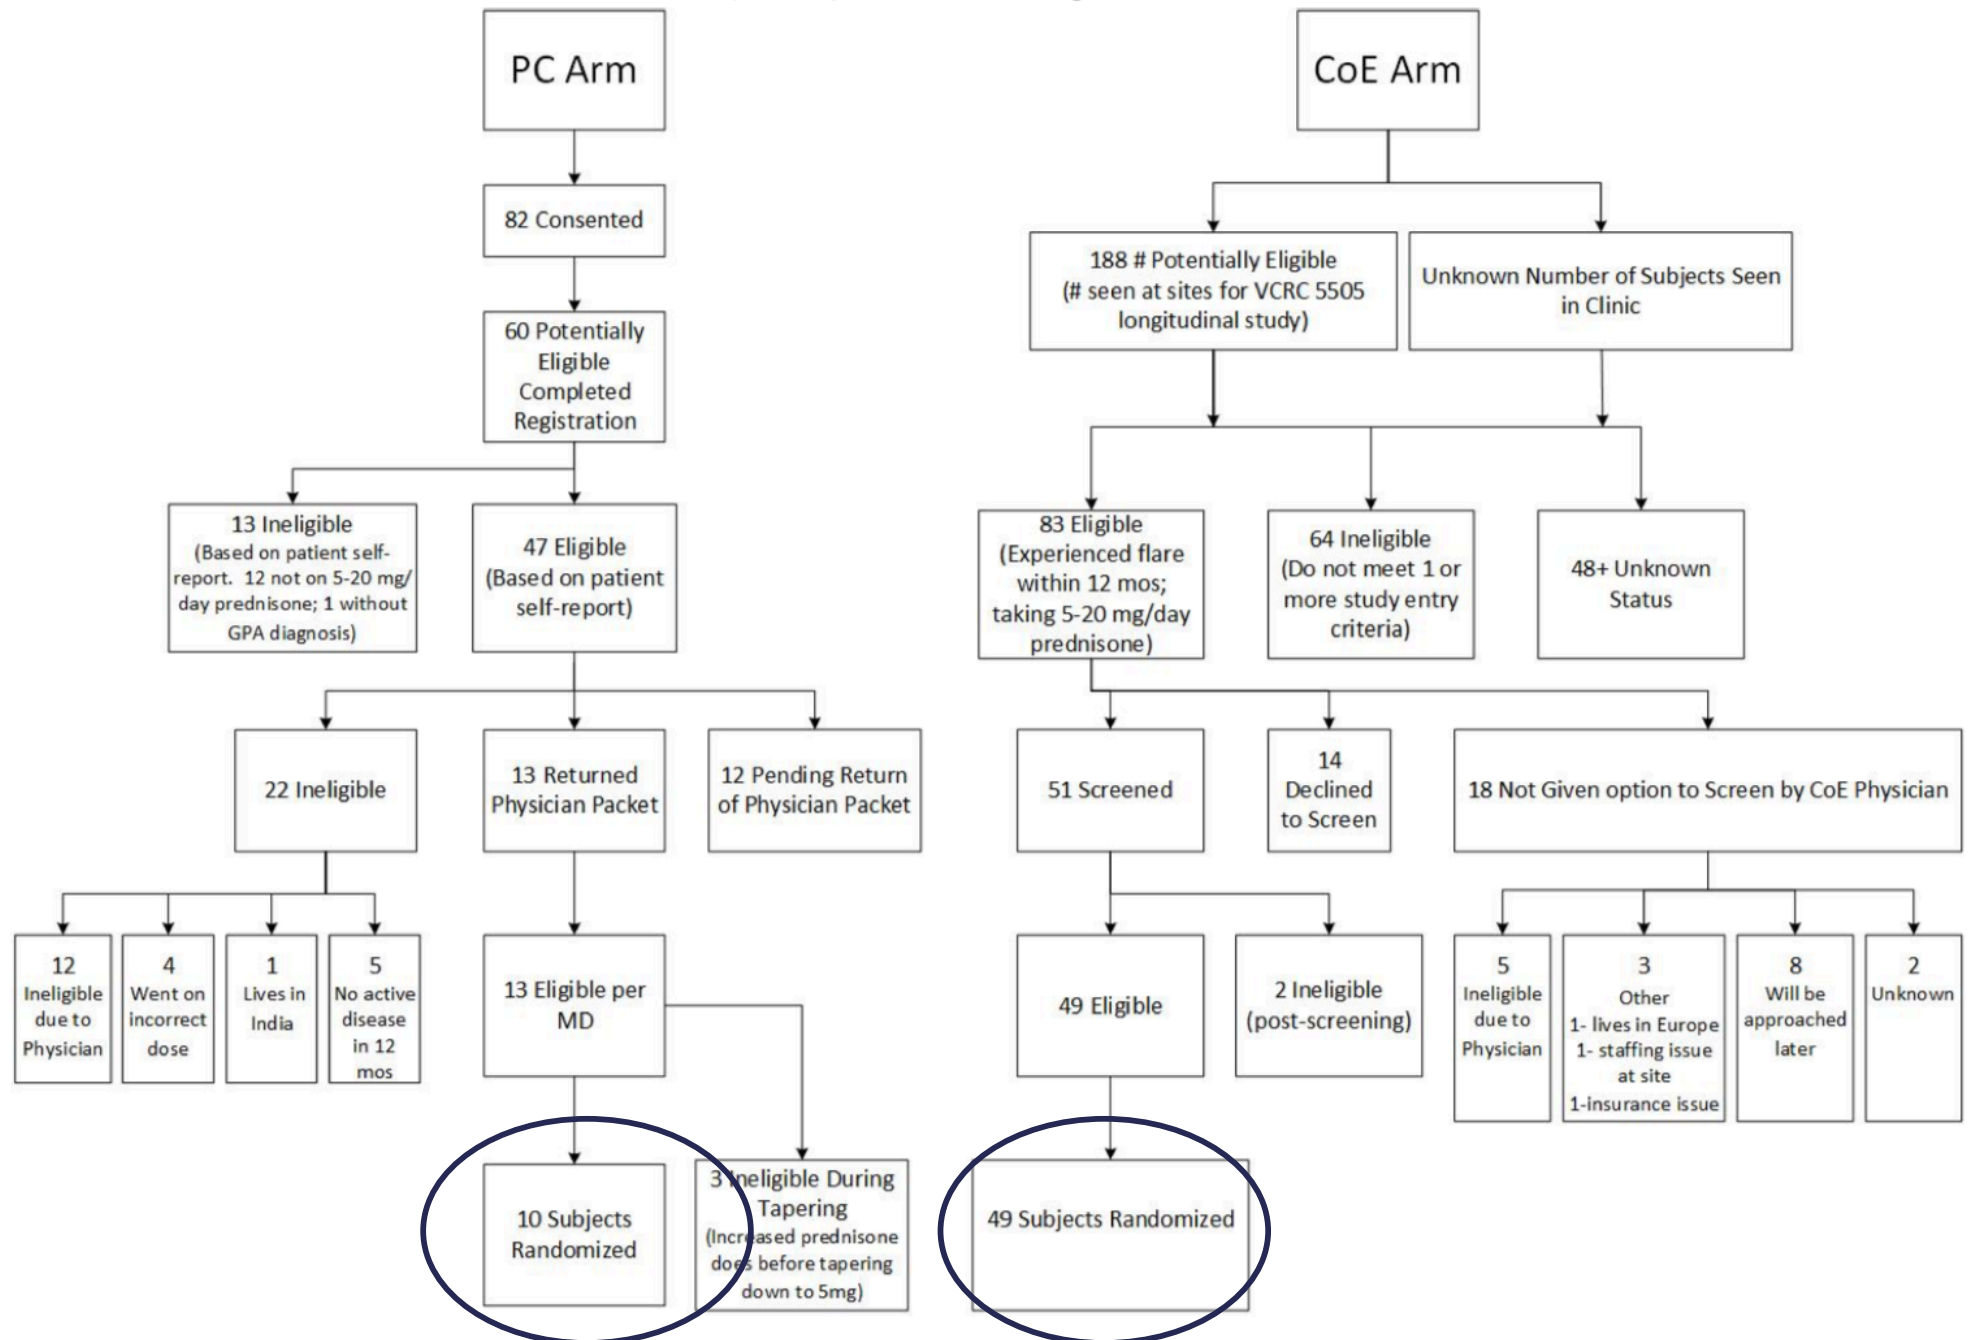 PC Arm
82 Consented
60 Potentially
Eligible
Completed
Registration
13 Ineligible
(Based on patient self-
report.  12 not on 5-20 mg/
day prednisone; 1 without
GPA diagnosis)
47 Eligible
(Based on patient
self-report)
22 Ineligible
13 Returned
Physician Packet
12 Pending Return
of Physician Packet
12
Ineligible
due to
Physician
4
Went on
incorrect
dose
1
Lives in
India
5
No active
disease
in 12
mos
13 Eligible per
MD
10 Subjects
Randomized
3 Ineligible During
Tapering
(Increased prednisone
does before tapering
down to 5mg)
CoE Arm
188 # Potentially Eligible
(# seen at sites for VCRC 5505
longitudinal study)
Unknown Number of Subjects Seen
in Clinic
83 Eligible
(Experienced flare
within 12 mos;
taking 5-20 mg/day
prednisone)
64 Ineligible
(Do not meet 1 or
more study entry
criteria)
48+ Unknown
Status
51 Screened
14
Declined
to Screen
18 Not Given option to Screen by CoE Physician
49 Eligible
2 Ineligible
(post-screening)
5
Ineligible
due to
Physician
3
Other
1- lives in Europe
1- staffing issue
at site
1-insurance issue
8
Will be
approached
later
2
Unknown
49 Subjects Randomized